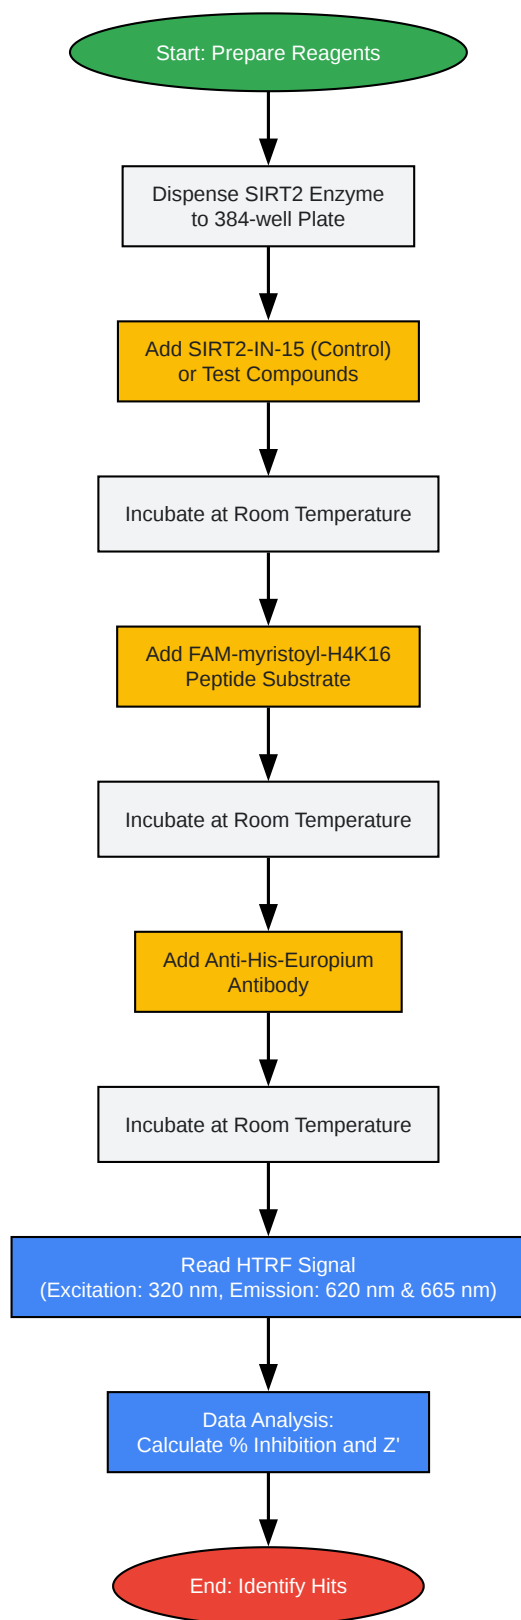 Start: Prepare Reagents
Dispense SIRT2 Enzyme
to 384-well Plate
Add SIRT2-IN-15 (Control)
or Test Compounds
Incubate at Room Temperature
Add FAM-myristoyl-H4K16
Peptide Substrate
Incubate at Room Temperature
Add Anti-His-Europium
Antibody
Incubate at Room Temperature
Read HTRF Signal
(Excitation: 320 nm, Emission: 620 nm & 665 nm)
Data Analysis:
Calculate % Inhibition and Z'
End: Identify Hits